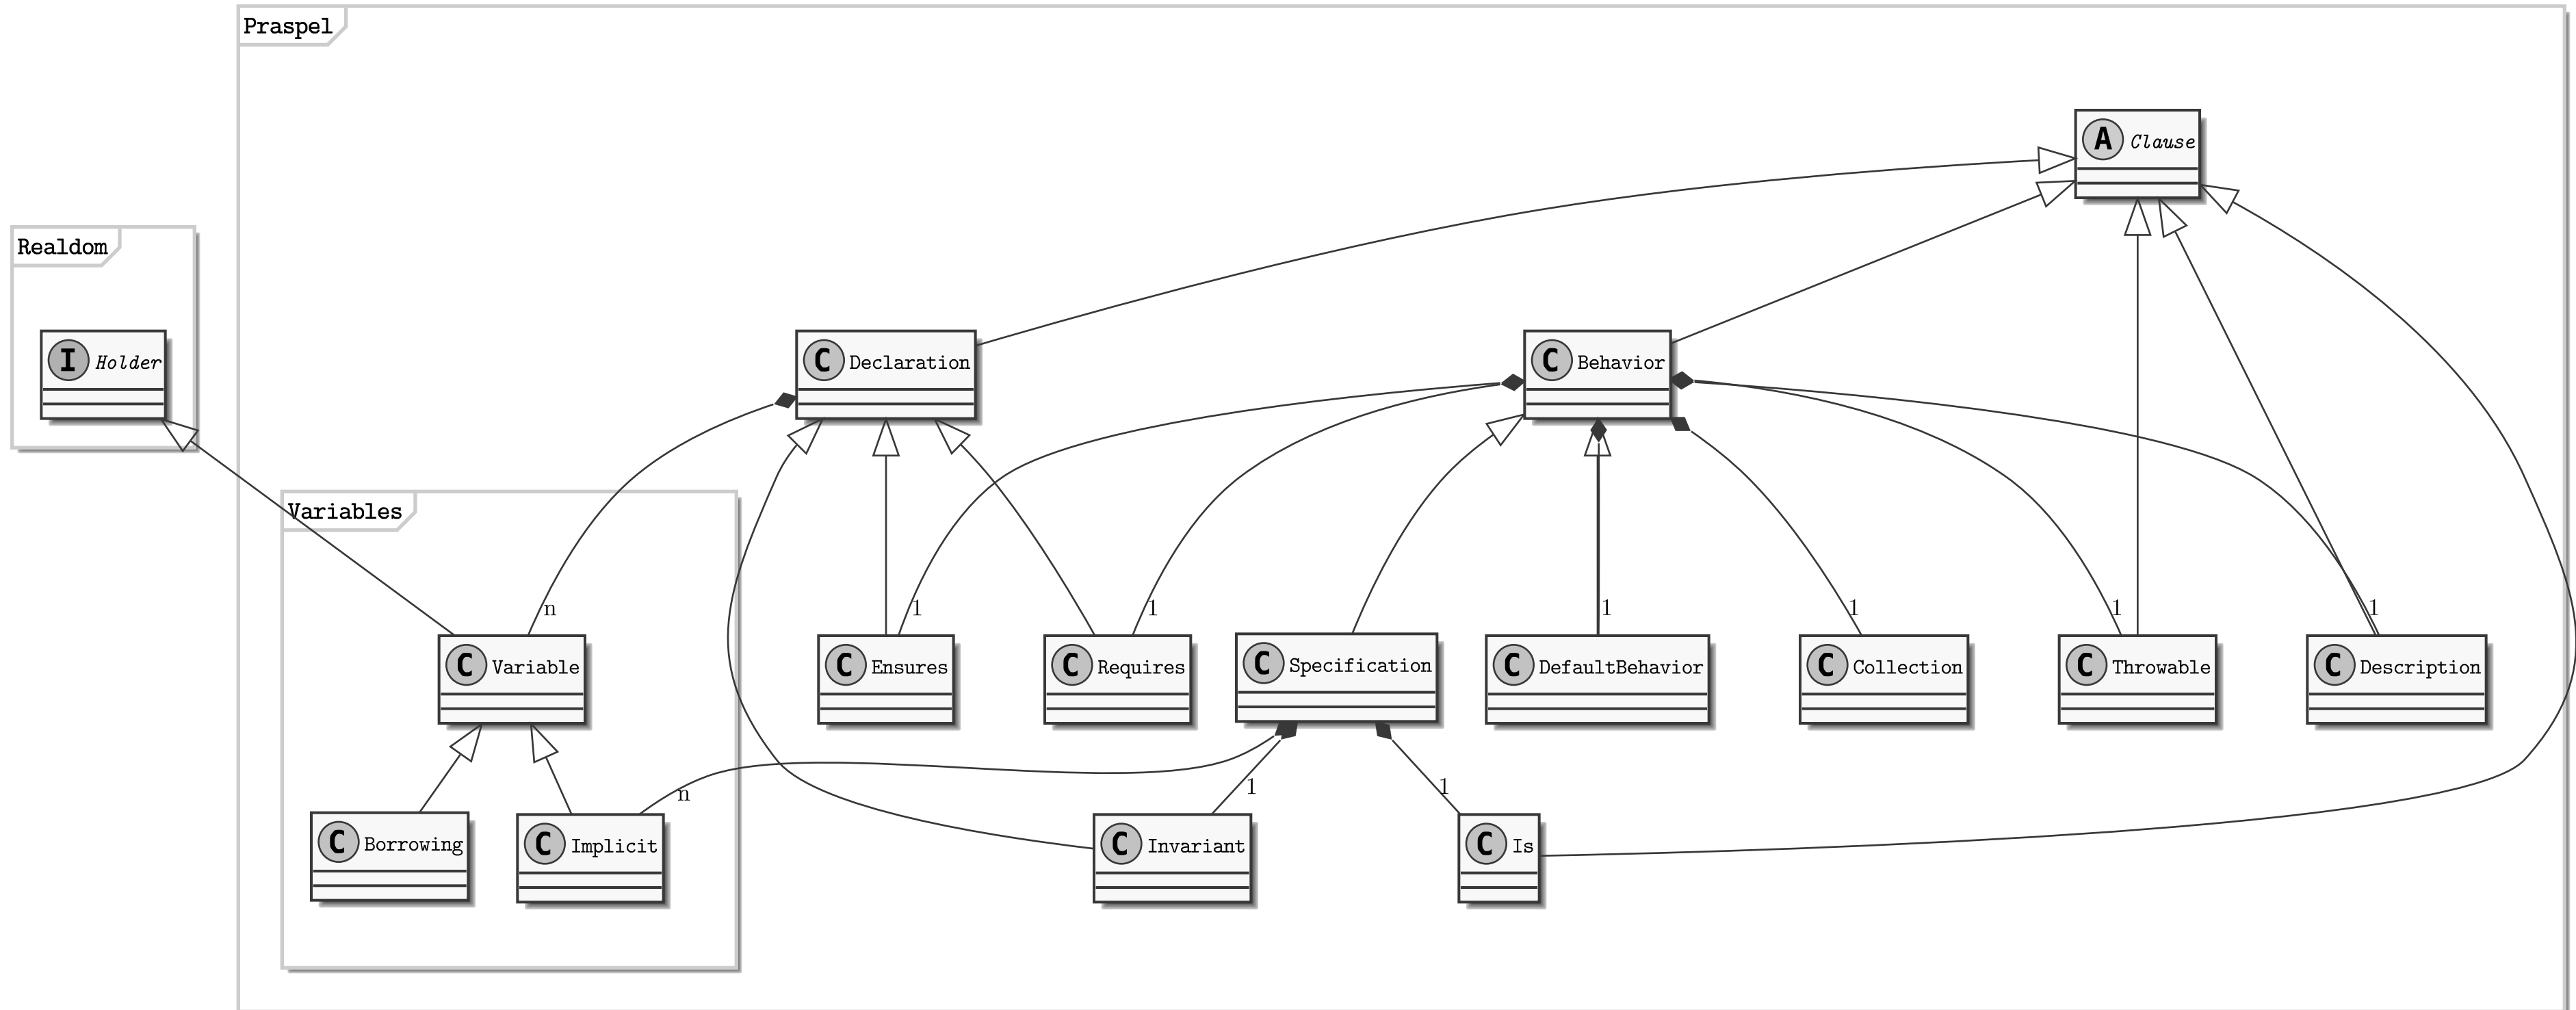 Praspel
A Clause
Realdom
I Holder
C Declaration
C Behavior
Variables
n
1
1
1
1
1
1
C Variable
C Ensures
C Requires
C Specification
C DefaultBehavior
C Collection
C Throwable
C Description
n
1
1
C Borrowing
C Implicit
C Invariant
C Is